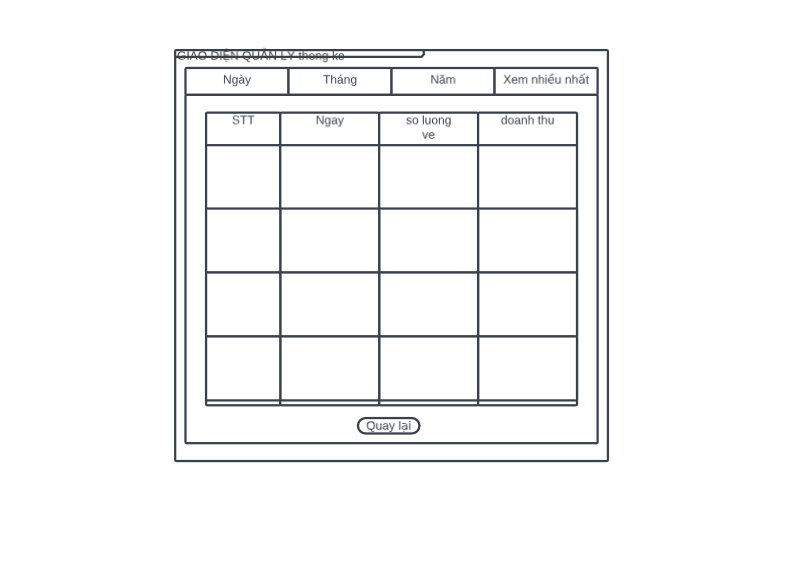 GIAO DIỆN QUẢN LÝ thong ke
Ngày Tháng Năm Xem nhiều nhất
STT Ngay so luong doanh thu
ve
Quay lại